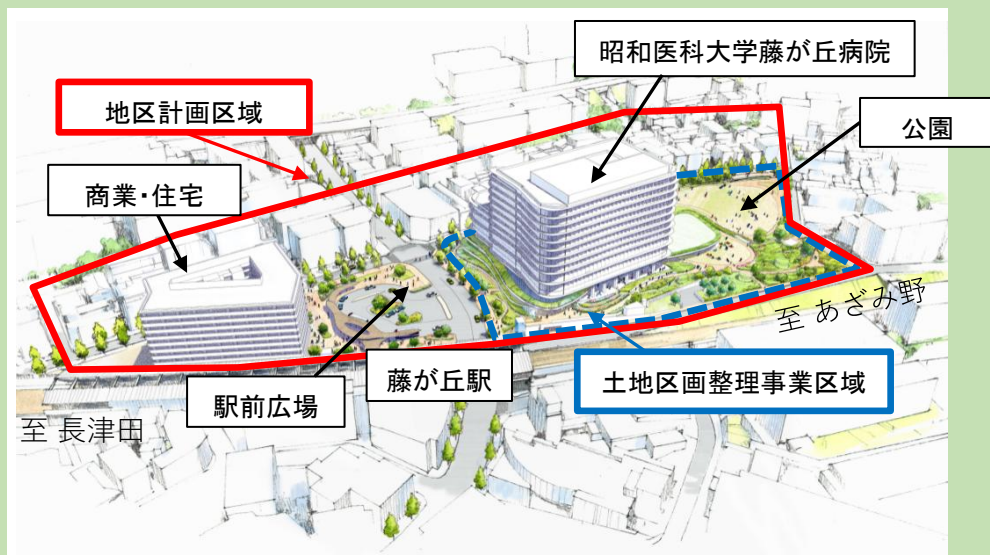 昭和医科大学藤が丘病院
地区計画区域
公園
商業・住宅
至 あざみ野
藤が丘駅
土地区画整理事業区域
駅前広場
至 長津田